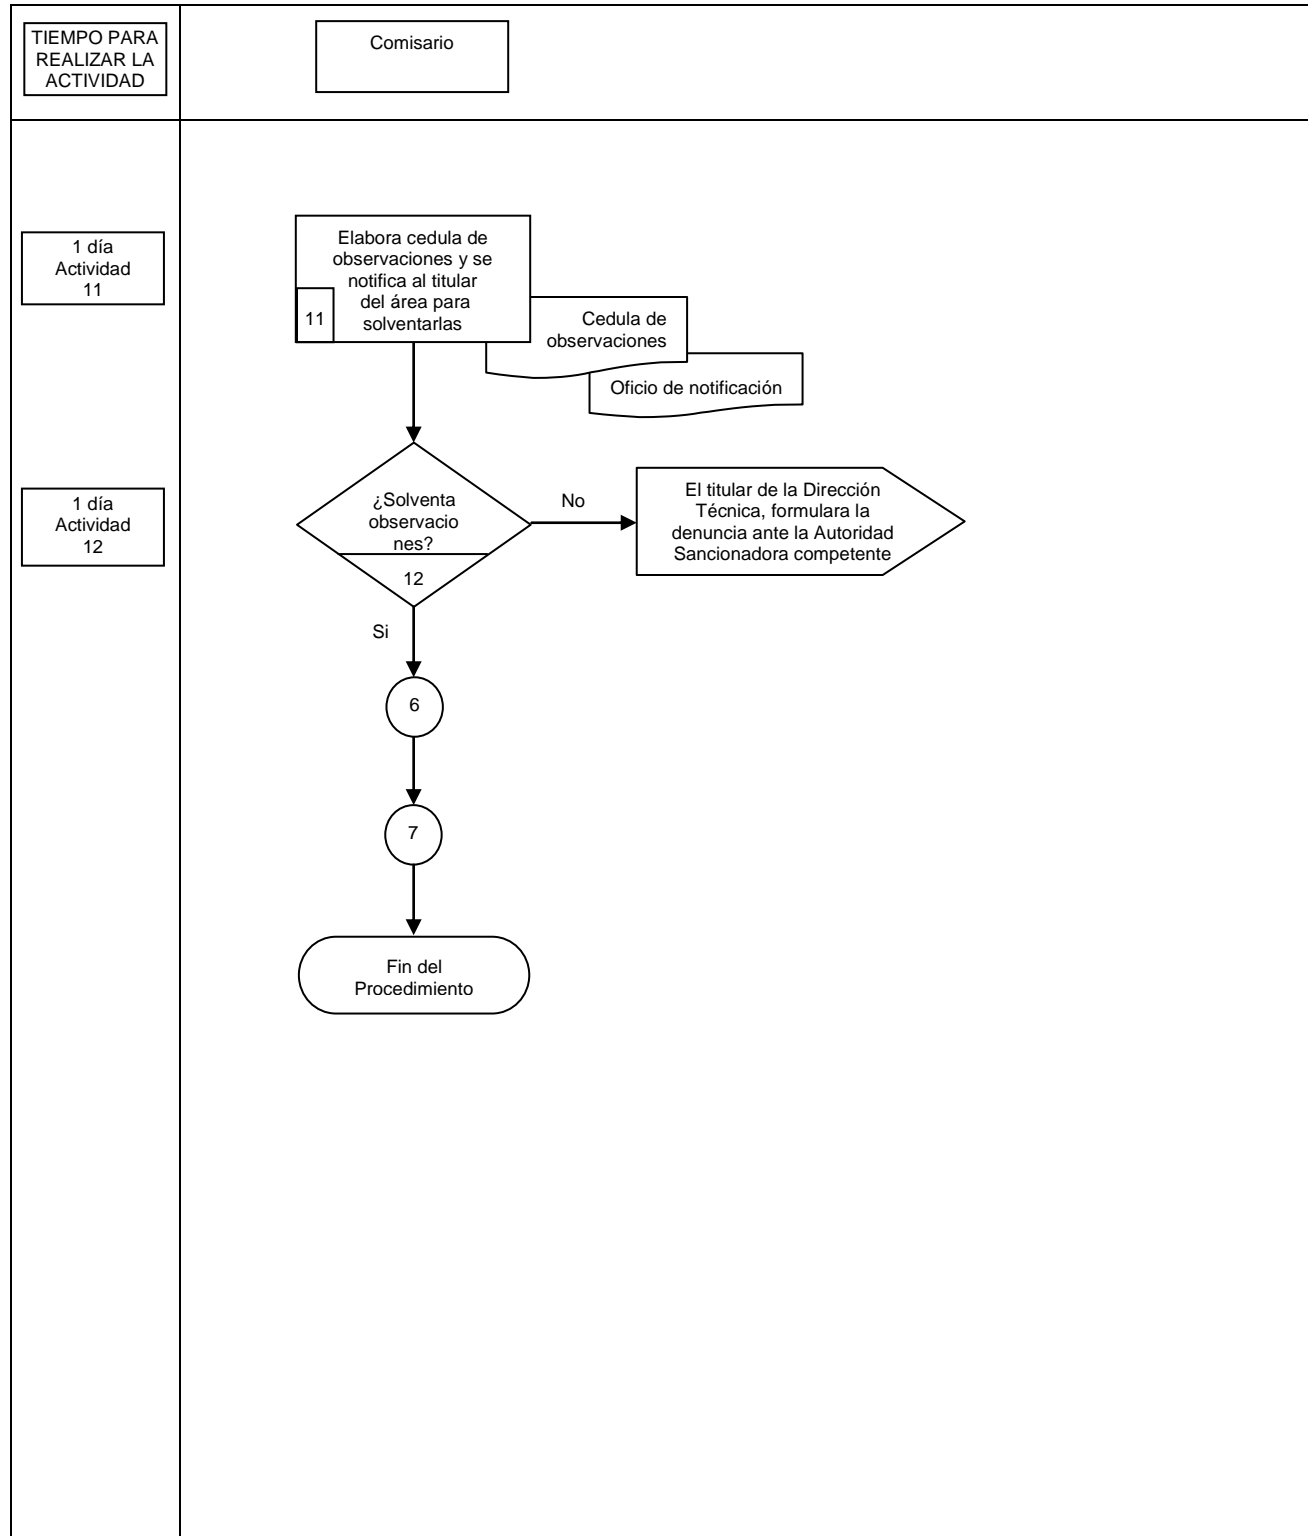 TIEMPO PARA
REALIZAR LA
ACTIVIDAD
Comisario
1 día
Actividad
11
Elabora cedula de
observaciones y se
notifica al titular
del área para
solventarlas
11
Cedula de
observaciones
Oficio de notificación
1 día
Actividad
12
¿Solventa
observacio
nes?
12
No
El titular de la Dirección
Técnica, formulara la
denuncia ante la Autoridad
Sancionadora competente
Si
6
7
Fin del
Procedimiento